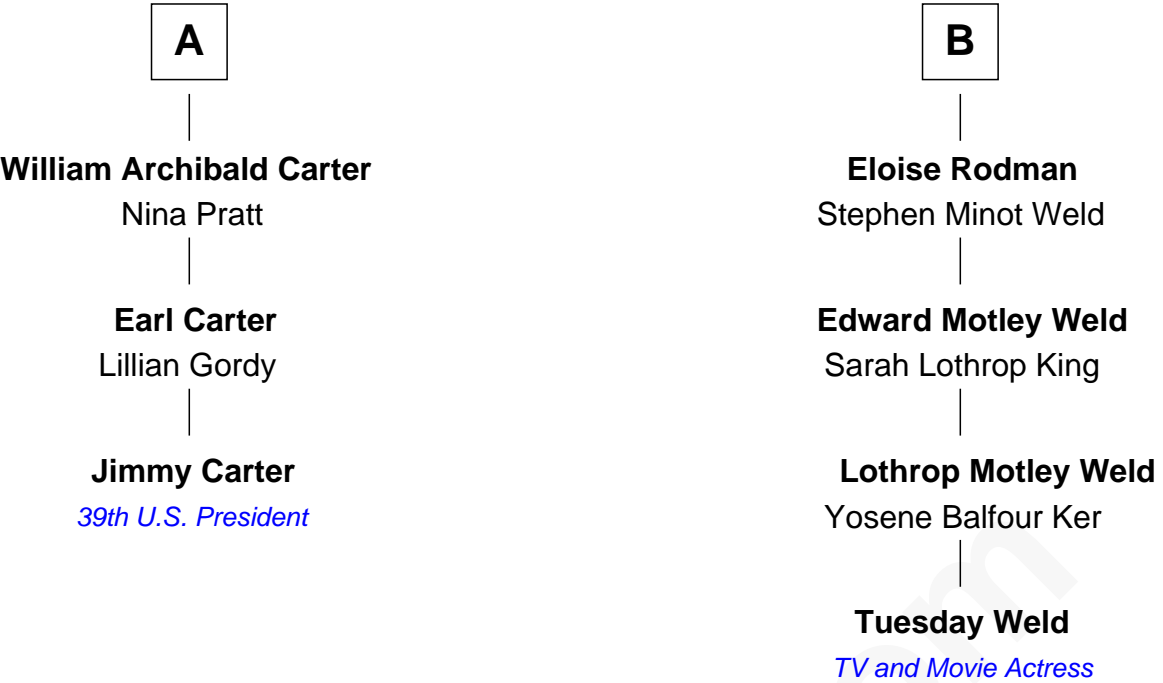 A
William Archibald Carter
Nina Pratt
Earl Carter
Lillian Gordy
Jimmy Carter
39th U.S. President
B
Eloise Rodman
Stephen Minot Weld
Edward Motley Weld
Sarah Lothrop King
Lothrop Motley Weld
Yosene Balfour Ker
Tuesday Weld
TV and Movie Actress